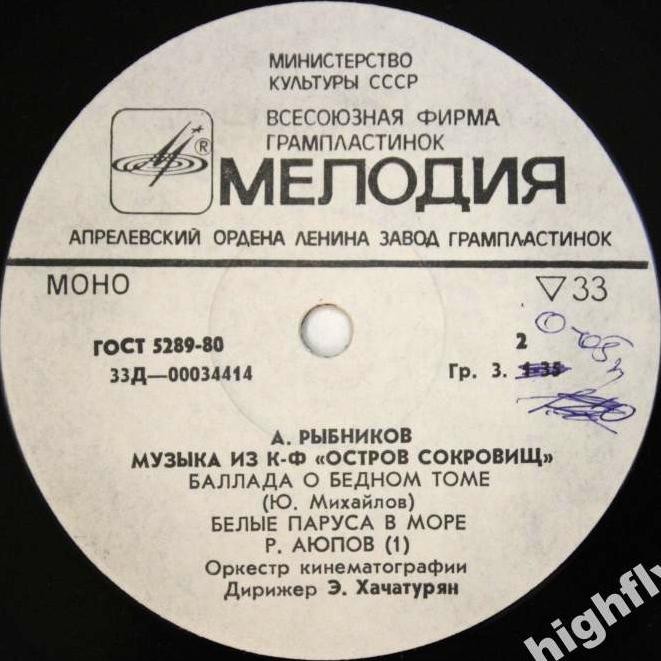 МИНИСТЕРСТВО
КУЛЬТУРЫ СССР
ВСЕСОЮЗНАЯ ФИРМА
ГРАМПЛАСТИНОК
®
МЕЛОДИЯ
АПРЕЛЕВСКИЙ ОРДЕНА ЛЕНИНА ЗАВОД ГРАМПЛАСТИНОК
МОНО ▽33
ГОСТ 5289-80 2
33Д—00034414 Гр. 3. 1-35
А. РЫБНИКОВ
МУЗЫКА ИЗ К-Ф «ОСТРОВ СОКРОВИЩ»
БАЛЛАДА О БЕДНОМ ТОМЕ
(Ю. Михайлов)
БЕЛЫЕ ПАРУСА В МОРЕ
Р. АЮПОВ (1)
Оркестр кинематографии
Дирижер Э. Хачатурян
highfly